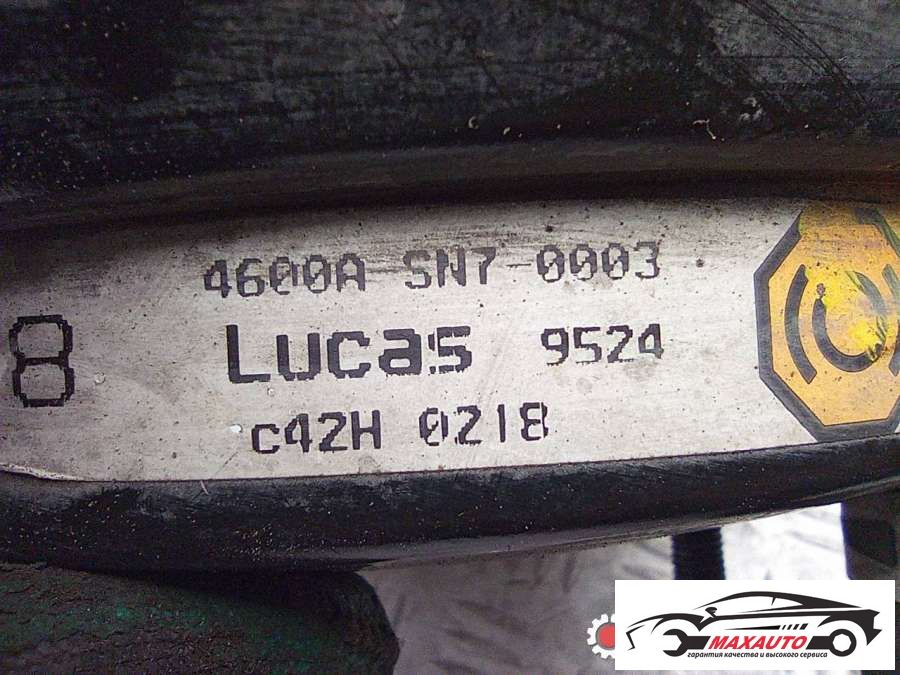 4600A SN7-0003
8
Lucas 9524
c42H 0218
MAXAUTO
гарантия качества и высокого сервиса